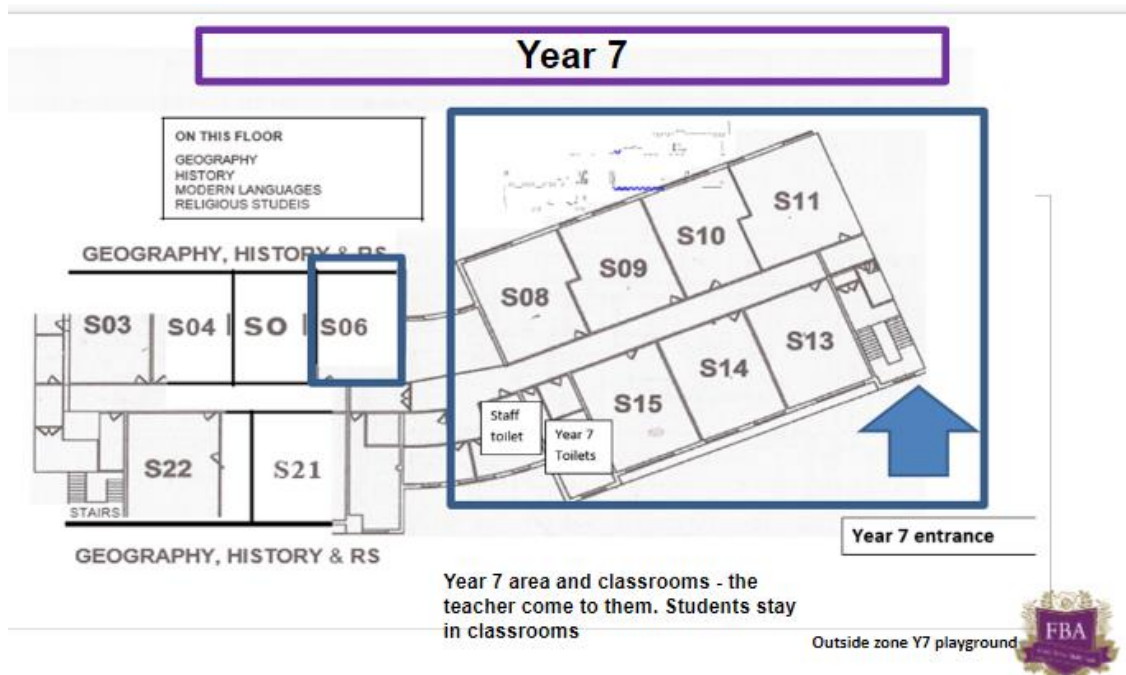 Year 7
ON THIS FLOOR
GEOGRAPHY
HISTORY
MODERN LANGUAGES
RELIGIOUS STUDEIS
GEOGRAPHY, HISTORY & RS
S03
S04
SO
S06
S08
S09
S10
S11
S13
S14
S15
Staff
toilet
Year 7
Toilets
S22
S21
STAIRS
GEOGRAPHY, HISTORY & RS
Year 7 entrance
Year 7 area and classrooms - the
teacher come to them. Students stay
in classrooms
Outside zone Y7 playground
FBA